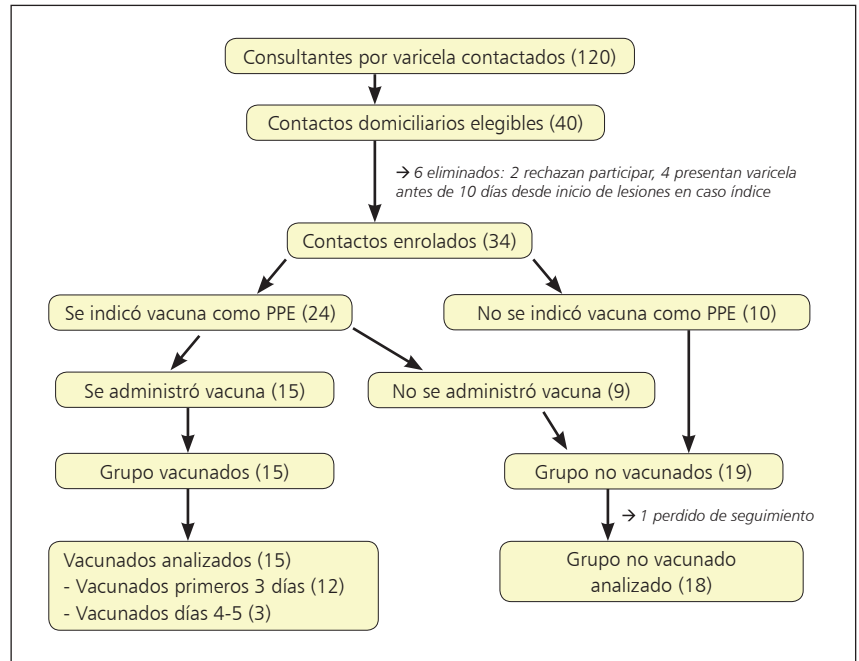 Consultantes por varicela contactados (120)
Contactos domiciliarios elegibles (40)
→ 6 eliminados: 2 rechazan participar, 4 presentan varicela
antes de 10 días desde inicio de lesiones en caso índice
Contactos enrolados (34)
Se indicó vacuna como PPE (24)
No se indicó vacuna como PPE (10)
Se administró vacuna (15)
No se administró vacuna (9)
Grupo vacunados (15)
Grupo no vacunados (19)
→ 1 perdido de seguimiento
Vacunados analizados (15)
- Vacunados primeros 3 días (12)
- Vacunados días 4-5 (3)
Grupo no vacunado
analizado (18)